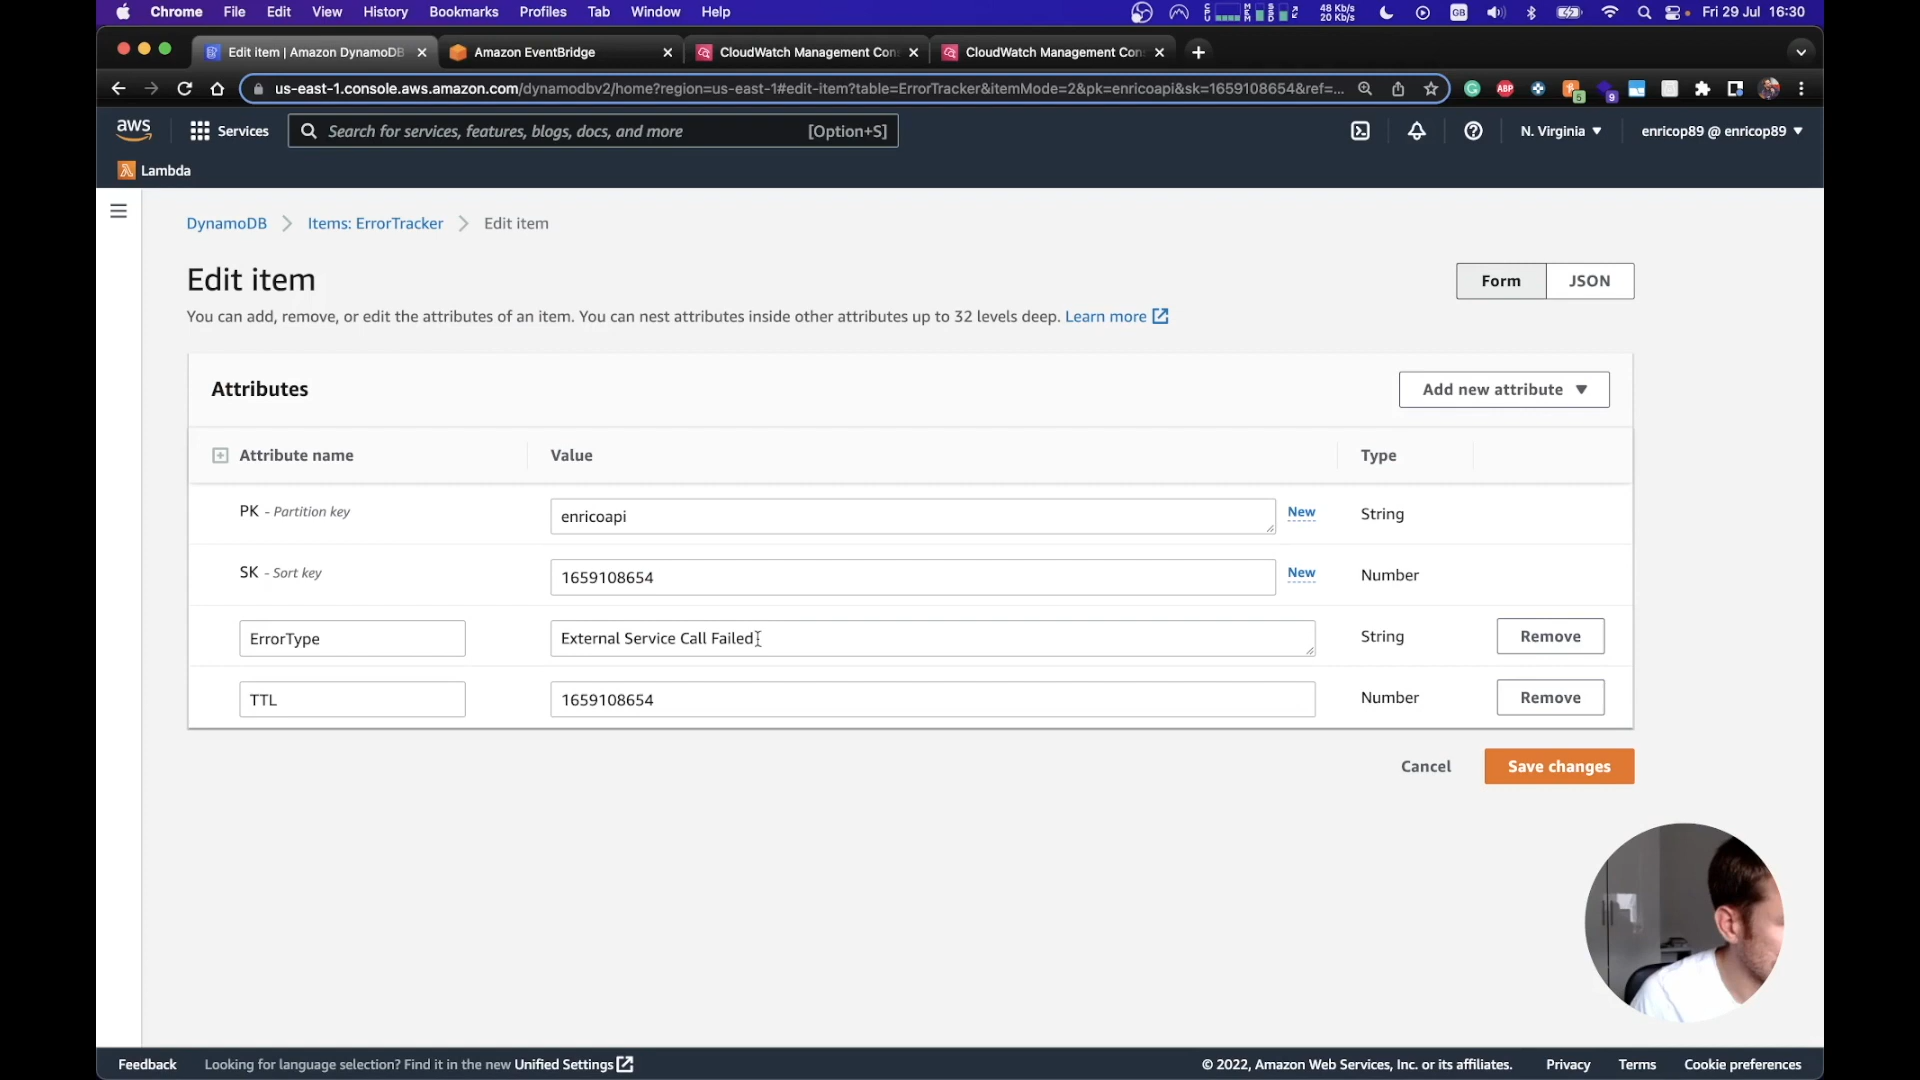 Chrome File Edit View History Bookmarks Profiles Tab Window Help 48 Kb/s 20 Kb/s GB Fri 29 Jul 16:30
Edit item | Amazon DynamoDB Amazon EventBridge CloudWatch Management Con CloudWatch Management Con
us-east-1.console.aws.amazon.com/dynamodbv2/home?region=us-east-1#edit-item?table=ErrorTracker&itemMode=2&pk=enricoapi&sk=1659108654&ref=... ABP 5 9
aws Services Search for services, features, blogs, docs, and more [Option+S] N. Virginia enricop89 @ enricop89
Lambda
DynamoDB Items: ErrorTracker Edit item
Edit item
Form JSON
You can add, remove, or edit the attributes of an item. You can nest attributes inside other attributes up to 32 levels deep. Learn more
Attributes
Add new attribute
Attribute name Value Type
PK - Partition key enricoapi New String
SK - Sort key 1659108654 New Number
ErrorType External Service Call Failed String Remove
TTL 1659108654 Number Remove
Cancel Save changes
Feedback Looking for language selection? Find it in the new Unified Settings © 2022, Amazon Web Services, Inc. or its affiliates. Privacy Terms Cookie preferences